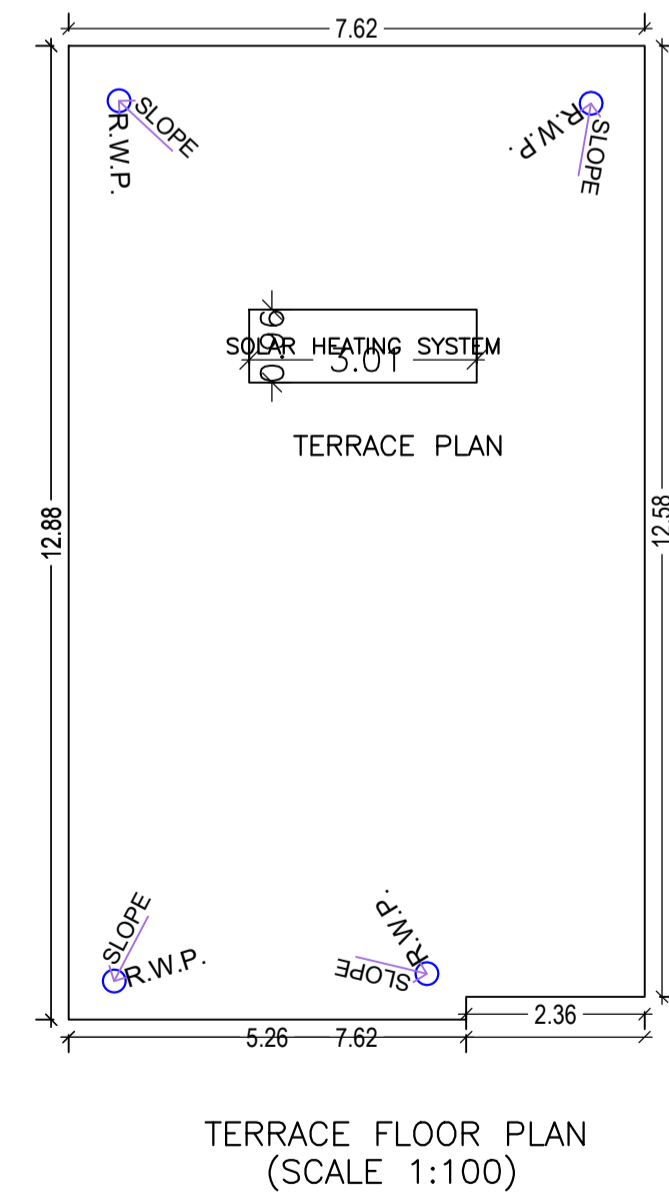 7.62
SLOPE
R.W.P.
R.W.P.
SLOPE
0.96
SOLAR HEATING SYSTEM
3.01
TERRACE PLAN
12.88
12.58
SLOPE
R.W.P.
R.W.P.
SLOPE
2.36
5.26
7.62
TERRACE FLOOR PLAN
(SCALE 1:100)